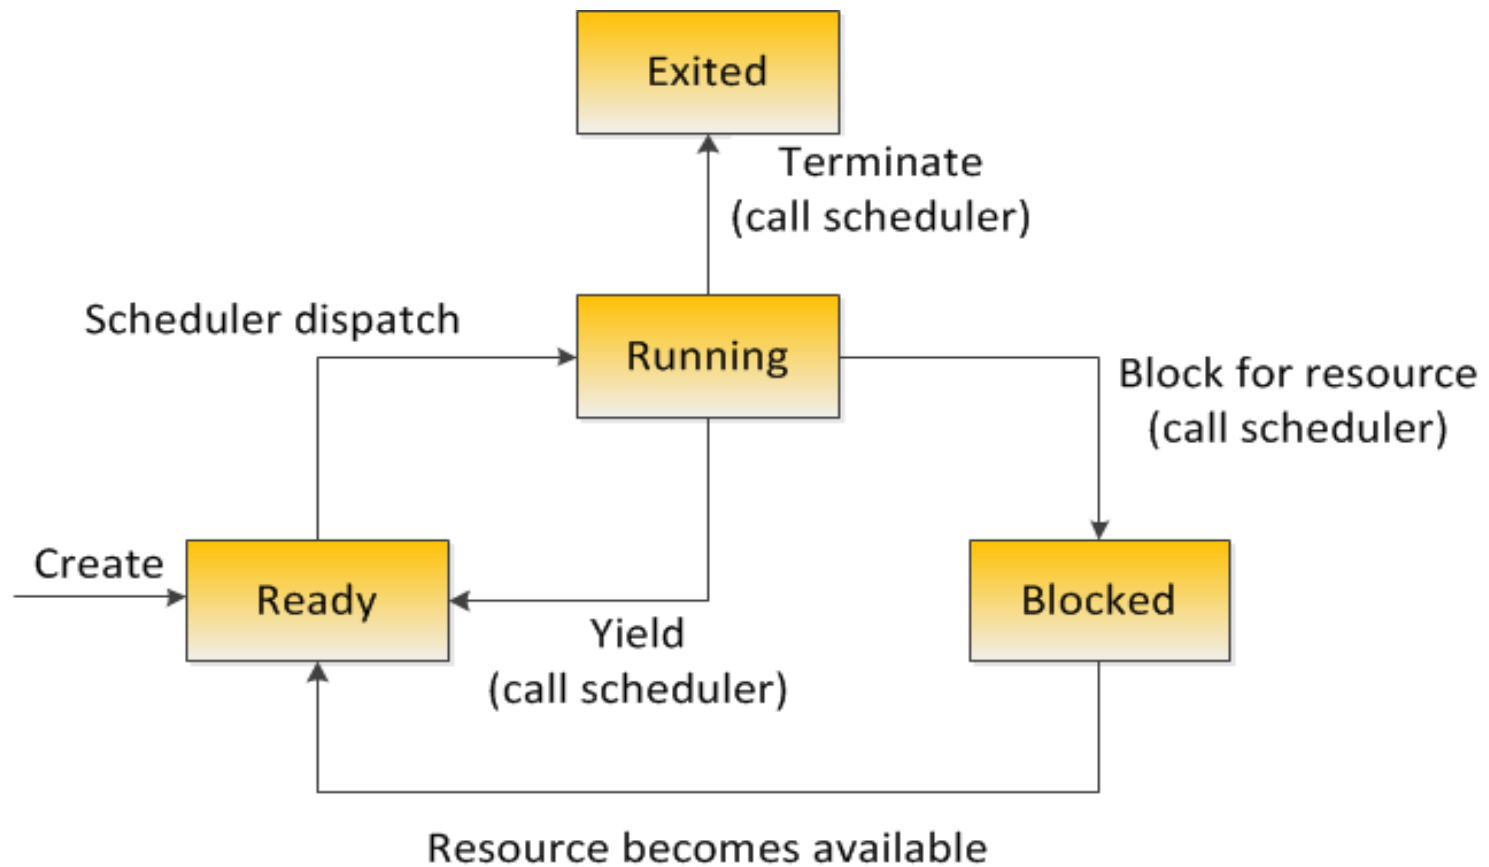 Exited
Terminate
(call scheduler)
Scheduler dispatch
Running
Block for resource
(call scheduler)
Create
Ready
Blocked
Yield
(call scheduler)
Resource becomes available